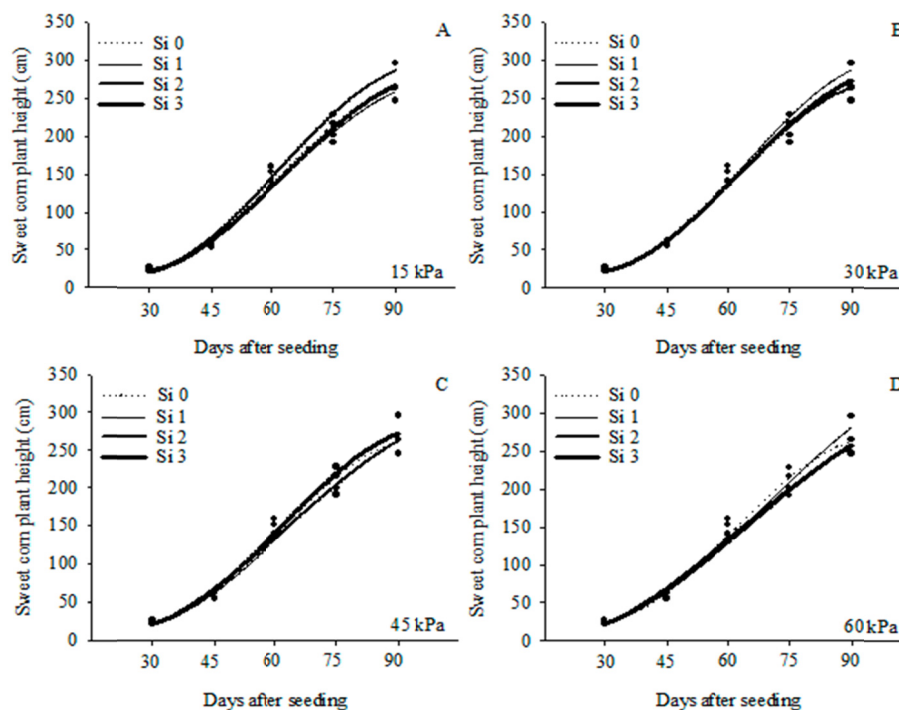 350
300
250
200
150
100
50
0
Sweet corn plant height (cm)
Si 0
Si 1
Si 2
Si 3
A
15 kPa
30
45
60
75
90
Days after seeding
350
300
250
200
150
100
50
0
Sweet corn plant height (cm)
Si 0
Si 1
Si 2
Si 3
B
30 kPa
30
45
60
75
90
Days after seeding
350
300
250
200
150
100
50
0
Sweet corn plant height (cm)
Si 0
Si 1
Si 2
Si 3
C
45 kPa
30
45
60
75
90
Days after seeding
350
300
250
200
150
100
50
0
Sweet corn plant height (cm)
Si 0
Si 1
Si 2
Si 3
D
60 kPa
30
45
60
75
90
Days after seeding